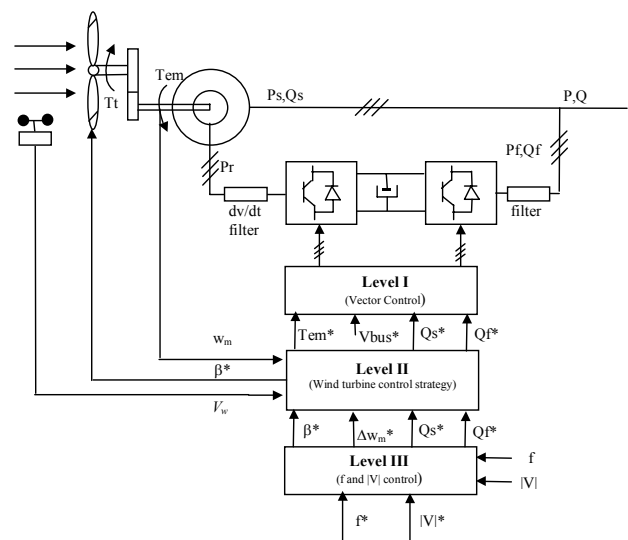 Tem
Tt
Ps,Qs
P,Q
Pf,Qf
Pr
dv/dt
filter
filter
Level I
(Vector Control)
Tem*
Vbus*
Qs*
Qf*
wm
β*
Vw
Level II
(Wind turbine control strategy)
β*
Δwm*
Qs*
Qf*
Level III
(f and |V| control)
f
|V|
f*
|V|*